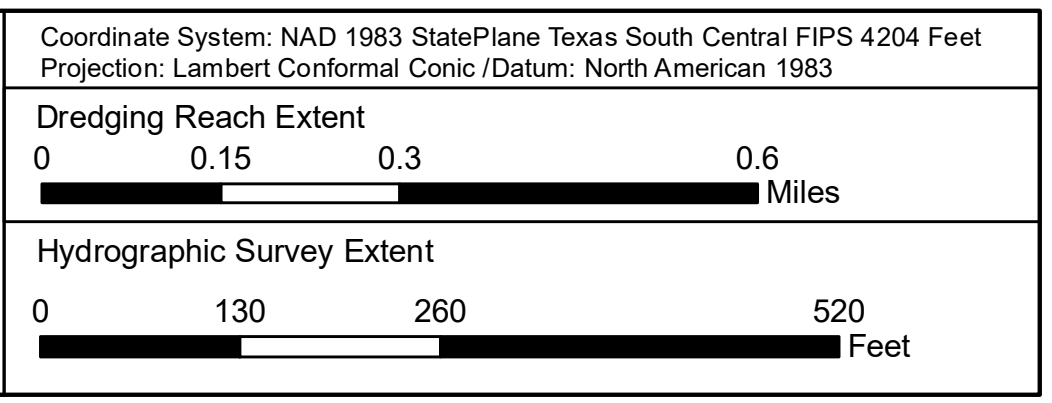 Coordinate System: NAD 1983 StatePlane Texas South Central FIPS 4204 Feet
Projection: Lambert Conformal Conic /Datum: North American 1983
Dredging Reach Extent
0 0.15 0.3 0.6
Miles
Hydrographic Survey Extent
0 130 260 520
Feet